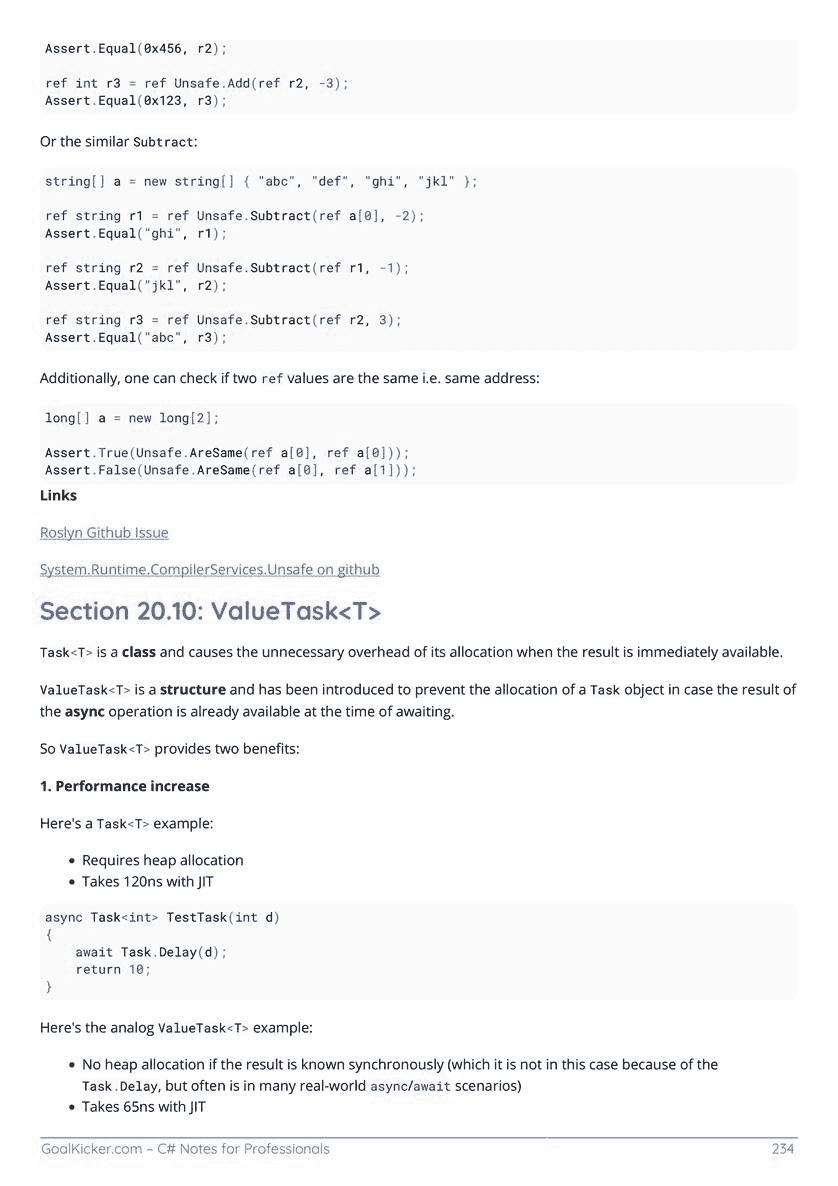 Assert.Equal(0x456, r2);
ref int r3 = ref Unsafe.Add(ref r2, -3);
Assert.Equal(0x123, r3);
Or the similar Subtract:
string[] a = new string[] { "abc", "def", "ghi", "jkl" };
ref string r1 = ref Unsafe.Subtract(ref a[0], -2);
Assert.Equal("ghi", r1);
ref string r2 = ref Unsafe.Subtract(ref r1, -1);
Assert.Equal("jkl", r2);
ref string r3 = ref Unsafe.Subtract(ref r2, 3);
Assert.Equal("abc", r3);
Additionally, one can check if two ref values are the same i.e. same address:
long[] a = new long[2];
Assert.True(Unsafe.AreSame(ref a[0], ref a[0]));
Assert.False(Unsafe.AreSame(ref a[0], ref a[1]));
Links
Roslyn Github Issue
System.Runtime.CompilerServices.Unsafe on github
Section 20.10: ValueTask<T>
Task<T> is a class and causes the unnecessary overhead of its allocation when the result is immediately available.
ValueTask<T> is a structure and has been introduced to prevent the allocation of a Task object in case the result of
the async operation is already available at the time of awaiting.
So ValueTask<T> provides two benefits:
1. Performance increase
Here's a Task<T> example:
• Requires heap allocation
• Takes 120ns with JIT
async Task<int> TestTask(int d)
{
    await Task.Delay(d);
    return 10;
}
Here's the analog ValueTask<T> example:
• No heap allocation if the result is known synchronously (which it is not in this case because of the
Task.Delay, but often is in many real-world async/await scenarios)
• Takes 65ns with JIT
GoalKicker.com – C# Notes for Professionals 234